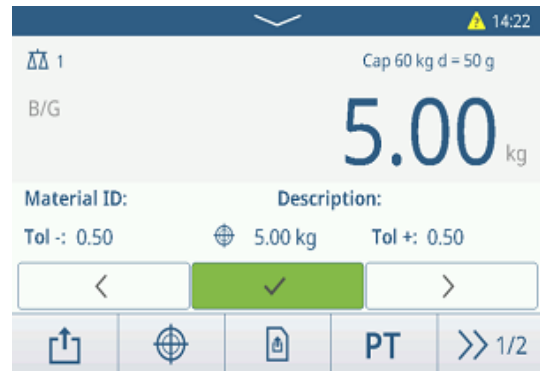 14:22
1 Cap 60 kg d = 50 g
B/G
5.00 kg
Material ID: Description:
Tol -: 0.50 5.00 kg Tol +: 0.50
PT 1/2